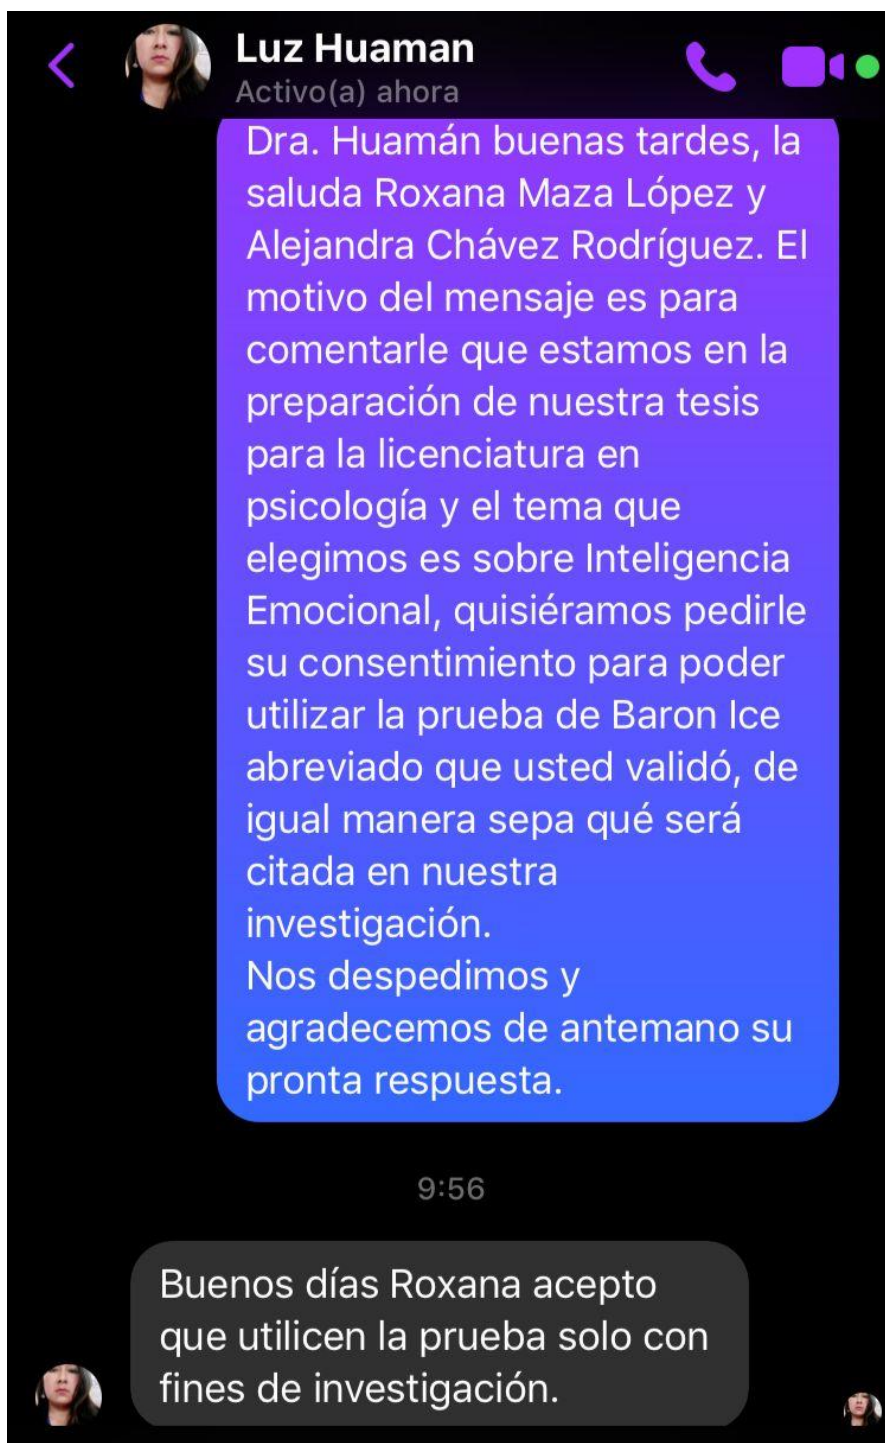 Luz Huaman
Activo(a) ahora
Dra. Huamán buenas tardes, la
saluda Roxana Maza López y
Alejandra Chávez Rodríguez. El
motivo del mensaje es para
comentarle que estamos en la
preparación de nuestra tesis
para la licenciatura en
psicología y el tema que
elegimos es sobre Inteligencia
Emocional, quisiéramos pedirle
su consentimiento para poder
utilizar la prueba de Baron Ice
abreviado que usted validó, de
igual manera sepa qué será
citada en nuestra
investigación.
Nos despedimos y
agradecemos de antemano su
pronta respuesta.
9:56
Buenos días Roxana acepto
que utilicen la prueba solo con
fines de investigación.